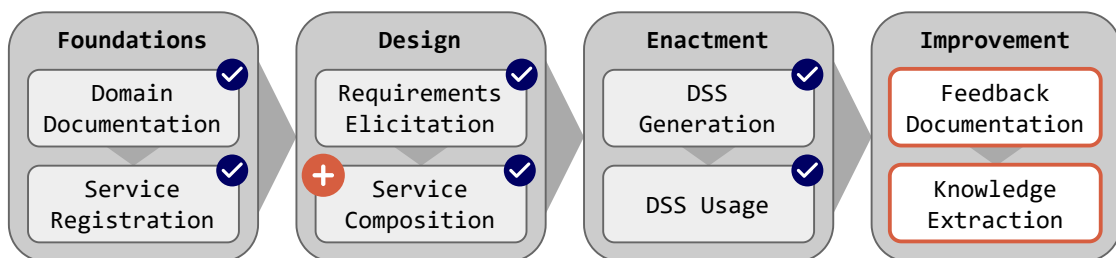 Foundations
Domain
Documentation
Service
Registration
Design
Requirements
Elicitation
Service
Composition
Enactment
DSS
Generation
DSS Usage
Improvement
Feedback
Documentation
Knowledge
Extraction